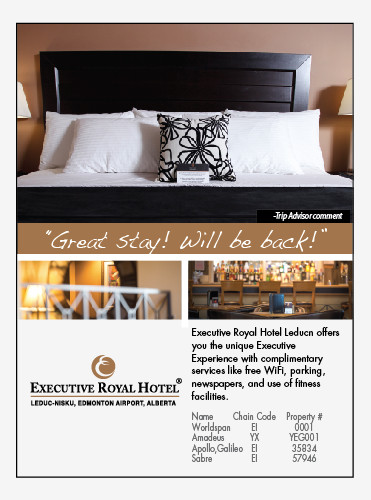 -Trip Advisor comment
"Great stay! Will be back!"
Executive Royal Hotel Leducn offers
you the unique Executive
Experience with complimentary
services like free WiFi, parking,
newspapers, and use of fitness
facilities.
EXECUTIVE ROYAL HOTEL®
LEDUC-NISKU, EDMONTON AIRPORT, ALBERTA
Name Chain Code Property #
Worldspan EI 0001
Amadeus YX YEG001
Apollo,Galileo EI 35834
Sabre EI 57946